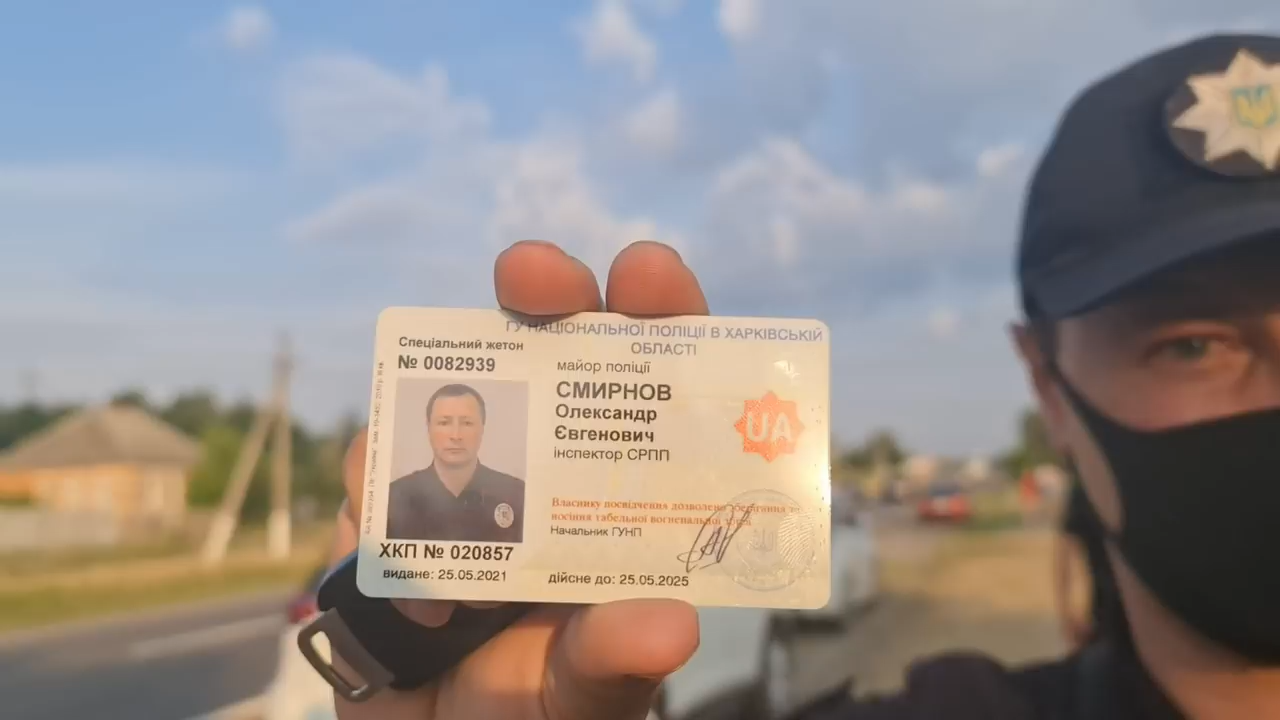 ГУ НАЦІОНАЛЬНОЇ ПОЛІЦІЇ В ХАРКІВСЬКІЙ
ОБЛАСТІ
Спеціальний жетон
№ 0082939
майор поліції
СМИРНОВ
Олександр
Євгенович
інспектор СРПП
UA
Власнику посвідчення дозволено зберігання
носіння табельної вогнепальної
Начальник ГУНП
ХКП № 020857
видане: 25.05.2021
дійсне до: 25.05.2025